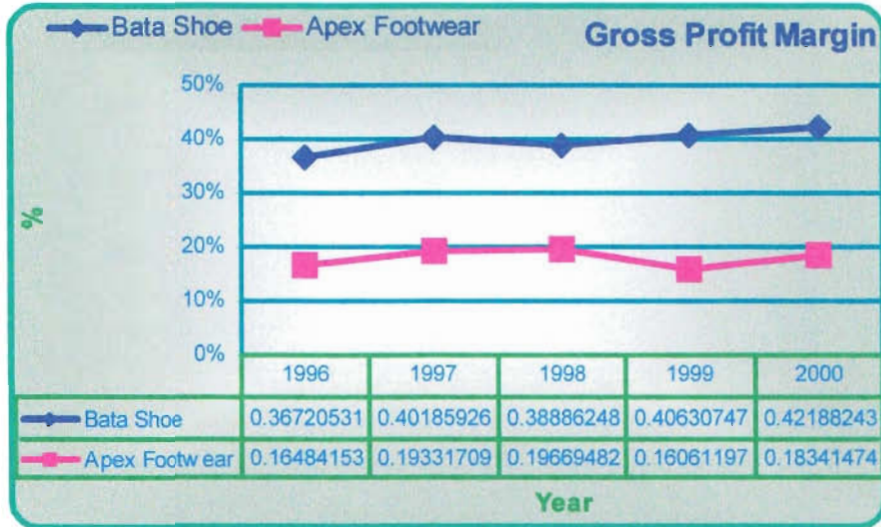 Bata Shoe Apex Footwear Gross Profit Margin
50%
40%
30%
20%
10%
0%
%
1996 1997 1998 1999 2000
Bata Shoe 0.36720531 0.40185926 0.38886248 0.40630747 0.42188243
Apex Footwear 0.16484153 0.19331709 0.19669482 0.16061197 0.18341474
Year